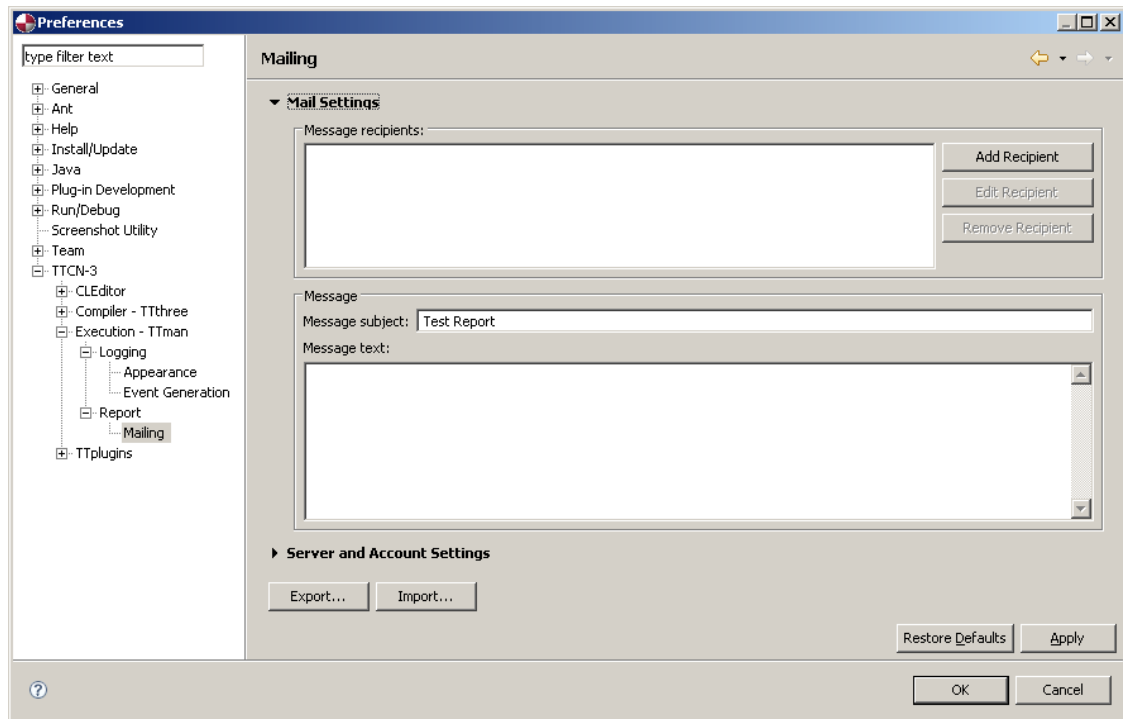 Preferences
type filter text
General
Ant
Help
Install/Update
Java
Plug-in Development
Run/Debug
Screenshot Utility
Team
TTCN-3
CLEditor
Compiler - TTthree
Execution - TTman
Logging
Appearance
Event Generation
Report
Mailing
TTplugins
Mailing
Mail Settings
Message recipients:
Add Recipient
Edit Recipient
Remove Recipient
Message
Message subject: Test Report
Message text:
Server and Account Settings
Export... Import...
Restore Defaults Apply
OK Cancel